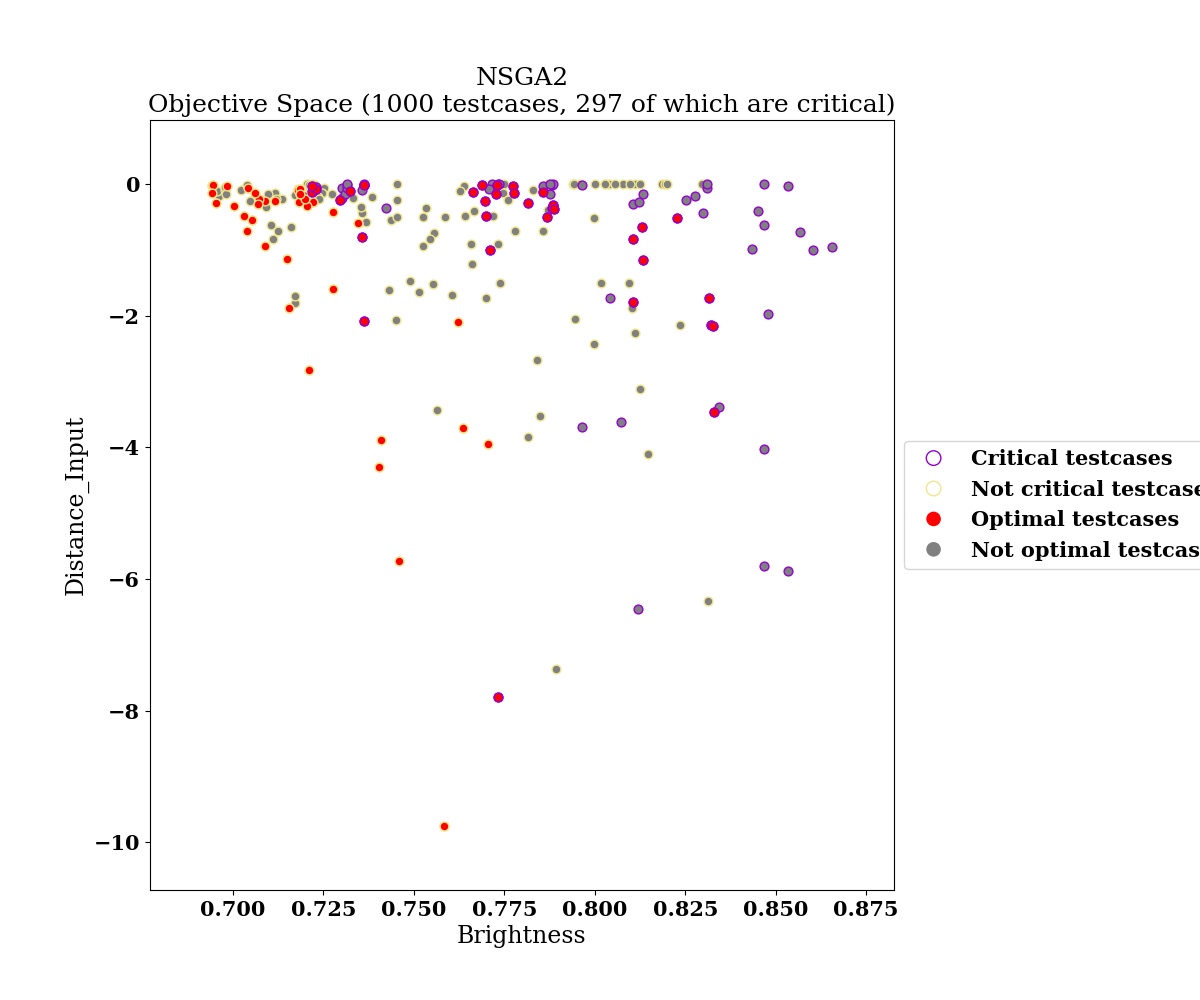 NSGA2
Objective Space (1000 testcases, 297 of which are critical)
0
−2
−4
−6
−8
−10
Distance_Input
0.700 0.725 0.750 0.775 0.800 0.825 0.850 0.875
Brightness
Critical testcases
Not critical testcase
Optimal testcases
Not optimal testcas